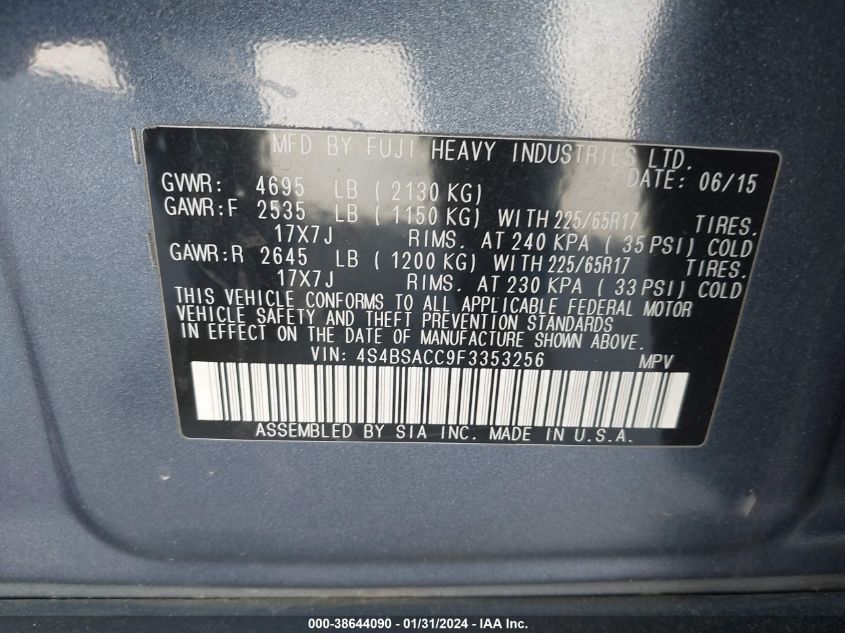 MFD BY FUJI HEAVY INDUSTRIES LTD.
GVWR: 4695 LB ( 2130 KG) DATE: 06/15
GAWR:F 2535 LB ( 1150 KG) WITH 225/65R17 TIRES.
17X7J RIMS. AT 240 KPA ( 35 PSI) COLD
GAWR:R 2645 LB ( 1200 KG) WITH 225/65R17 TIRES.
17X7J RIMS. AT 230 KPA ( 33 PSI) COLD
THIS VEHICLE CONFORMS TO ALL APPLICABLE FEDERAL MOTOR
VEHICLE SAFETY AND THEFT PREVENTION STANDARDS
IN EFFECT ON THE DATE OF MANUFACTURE SHOWN ABOVE.
VIN: 4S4BSACC9F3353256 MPV
ASSEMBLED BY SIA INC. MADE IN U.S.A.
000-38644090 - 01/31/2024 - IAA Inc.